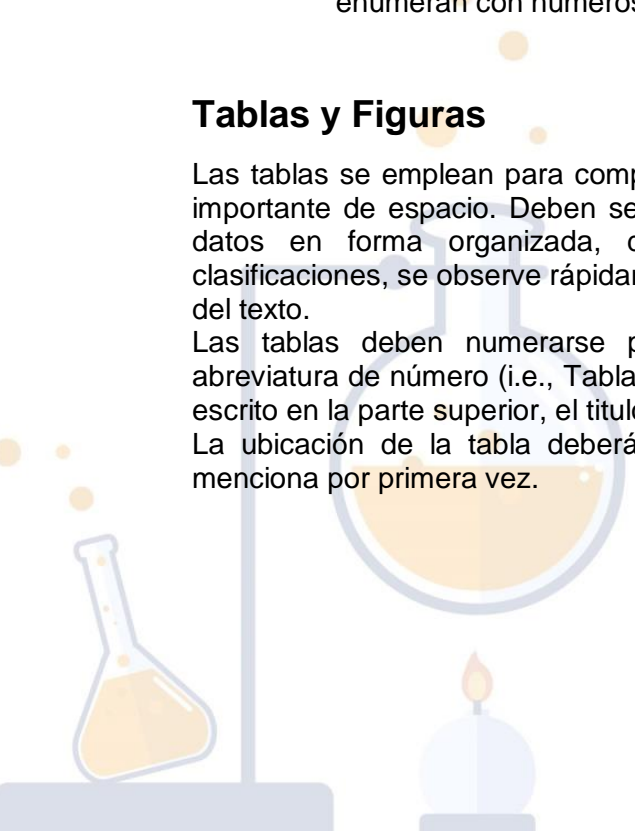 enumeran con números
Tablas y Figuras
Las tablas se emplean para comp
importante de espacio. Deben se
datos en forma organizada,
clasificaciones, se observe rápidar
del texto.
Las tablas deben numerarse p
abreviatura de número (i.e., Tabla
escrito en la parte superior, el titulo
La ubicación de la tabla deberá
menciona por primera vez.